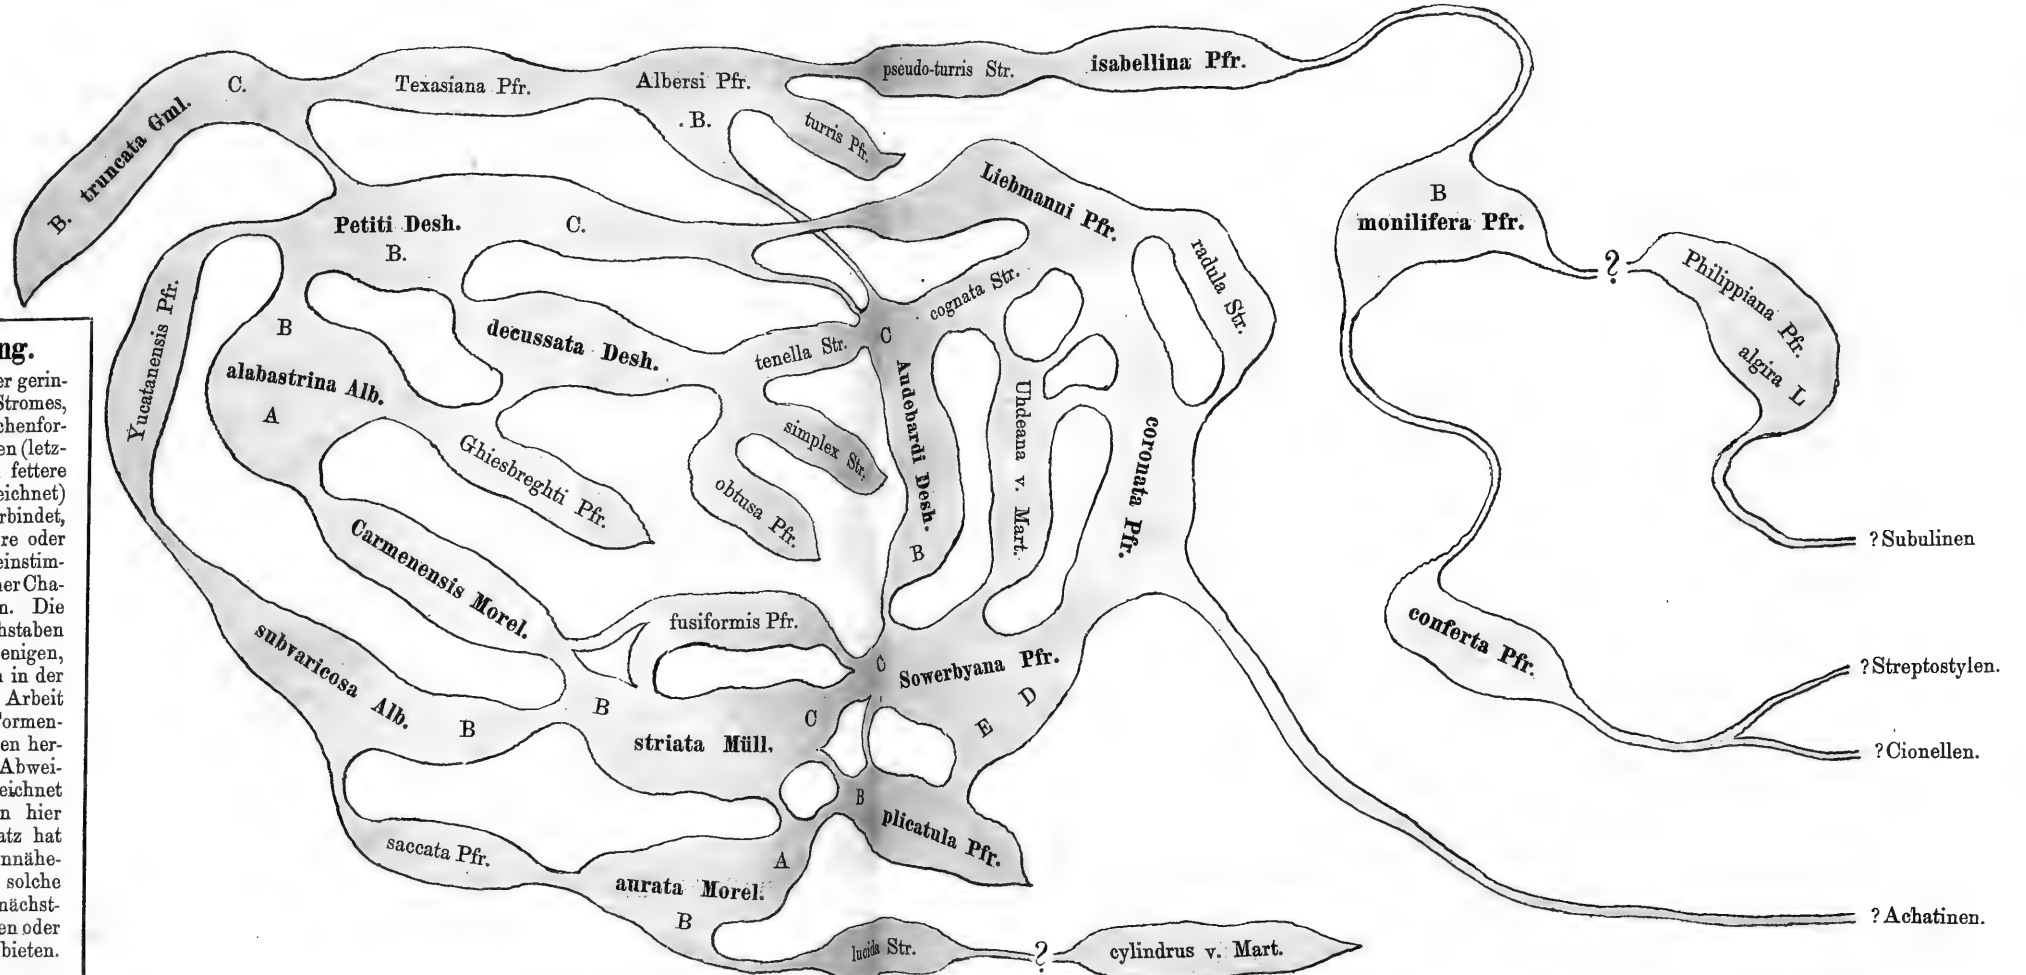 C.
Texasiana Pfr.
Albersi Pfr.
B.
pseudo-turris Str.
isabellina Pfr.
turris Pfr.
B. truncata Gml.
Liebmanni Pfr.
radula Str.
B
monilifera Pfr.
?
Philippiana Pfr.
algira L
Petiti Desh.
B.
C.
cognata Str.
Yucatanensis Pfr.
B
alabastrina Alb.
A
decussata Desh.
tenella Str.
C
Audebardi Desh.
B
Uhdeana v. Mart.
coronata Pfr.
Ghiesbreghti Pfr.
simplex Str.
obtusa Pfr.
? Subulinen
Carmenensis Morel.
fusiformis Pfr.
C
Sowerbyana Pfr.
D
E
conferta Pfr.
? Streptostylen.
? Cionellen.
subvaricosa Alb.
B
B
C
striata Müll.
B
plicatula Pfr.
saccata Pfr.
A
aurata Morel.
B
lucida Str.
?
cylindrus v. Mart.
? Achatinen.
ng.
er gerin-
Stromes,
chenfor-
en (letz-
fettere
eichnet)
rbindet,
re oder
einstim-
ner Cha-
n. Die
hstaben
enigen,
n in der
Arbeit
Formen-
en her-
Abwei-
eichnet
n hier
atz hat
nnähe-
solche
nächst-
en oder
bieten.